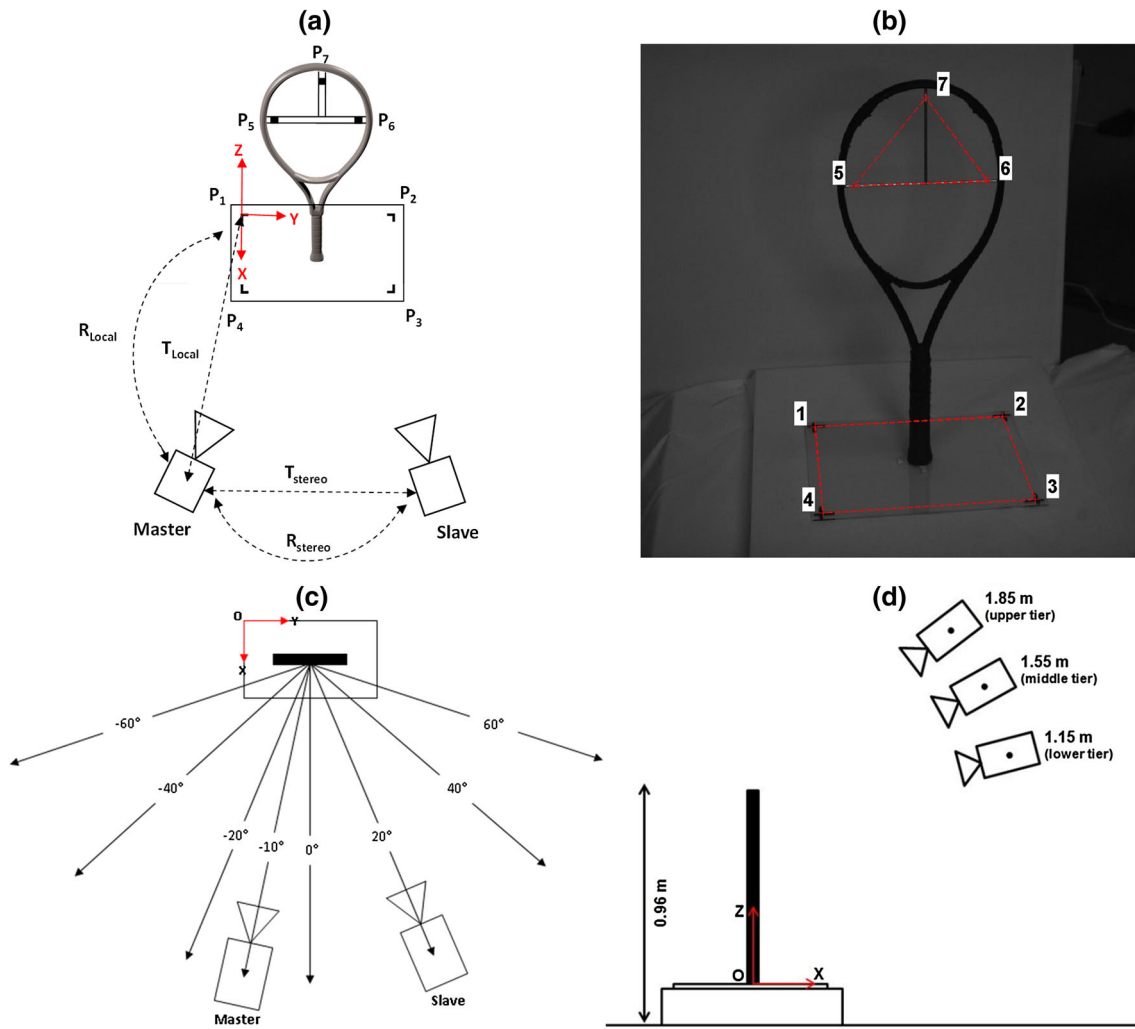 (a)
P7
P5
P6
Z
P1
P2
Y
X
P4
P3
RLocal
TLocal
Tstereo
Master
Slave
Rstereo
(b)
7
5
6
1
2
4
3
(c)
O
Y
X
-60°
60°
-40°
40°
-20°
-10°
0°
20°
Slave
Master
(d)
1.85 m
(upper tier)
1.55 m
(middle tier)
1.15 m
(lower tier)
0.96 m
Z
O
X